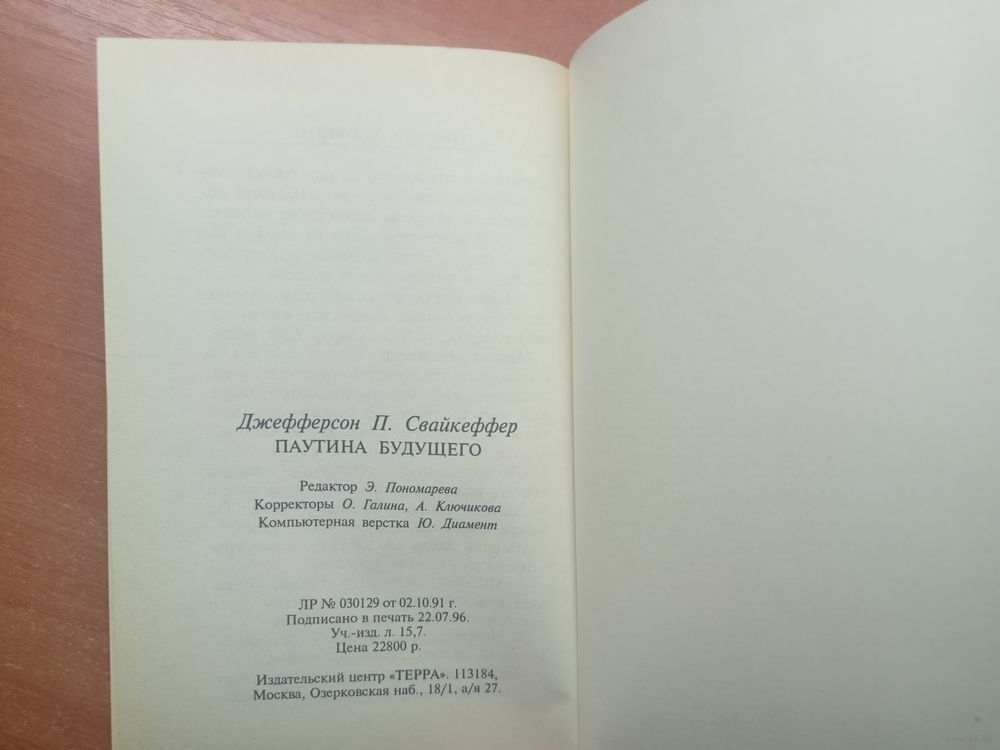 Джефферсон П. Свайкеффер
ПАУТИНА БУДУЩЕГО
Редактор Э. Пономарева
Корректоры О. Галина, А. Ключикова
Компьютерная верстка Ю. Диамент
ЛР № 030129 от 02.10.91 г.
Подписано в печать 22.07.96.
Уч.-изд. л. 15,7.
Цена 22800 р.
Издательский центр «ТЕРРА». 113184,
Москва, Озерковская наб., 18/1, а/я 27.